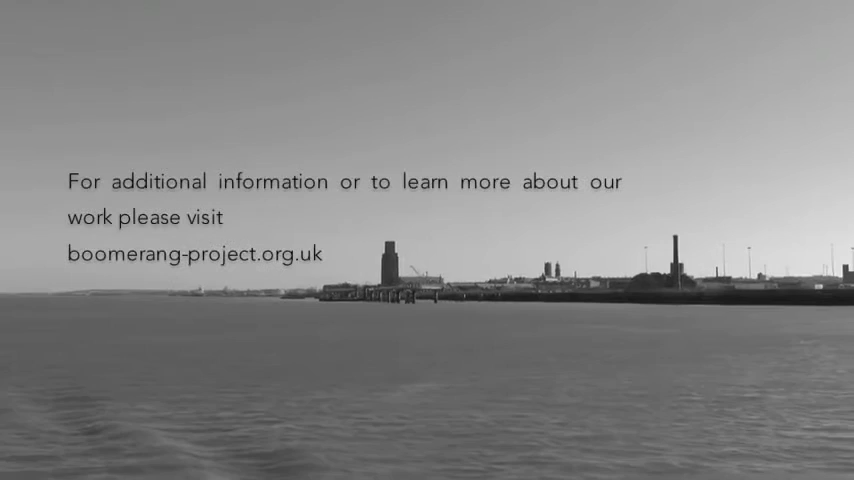 For additional information or to learn more about our
work please visit
boomerang-project.org.uk